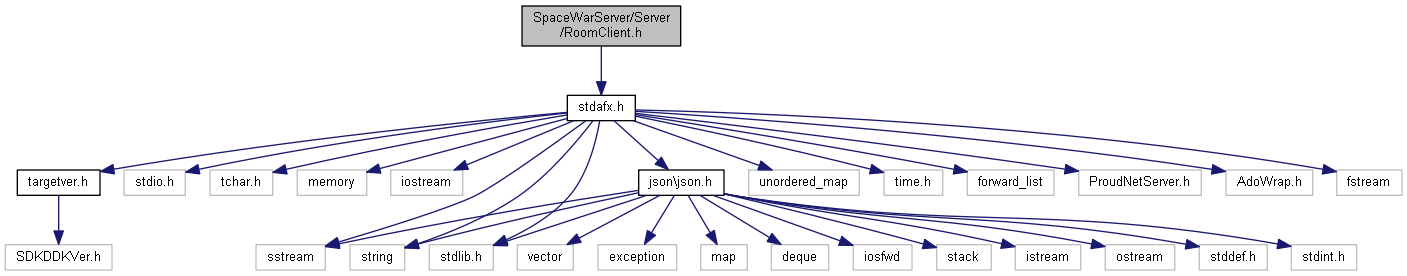 SpaceWarServer/Server
/RoomClient.h
stdafx.h
targetver.h
stdio.h
tchar.h
memory
iostream
json\json.h
unordered_map
time.h
forward_list
ProudNetServer.h
AdoWrap.h
fstream
SDKDDKVer.h
sstream
string
stdlib.h
vector
exception
map
deque
iosfwd
stack
istream
ostream
stddef.h
stdint.h